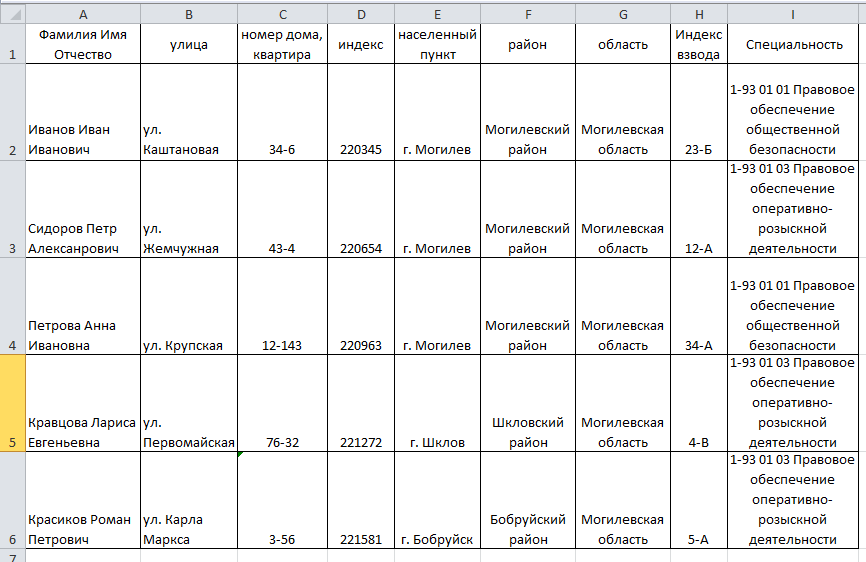 A B C D E F G H I
1 Фамилия Имя Отчество улица номер дома, квартира индекс населенный пункт район область Индекс взвода Специальность
2 Иванов Иван Иванович ул. Каштановая 34-6 220345 г. Могилев Могилевский район Могилевская область 23-Б 1-93 01 01 Правовое обеспечение общественной безопасности
3 Сидоров Петр Алексанрович ул. Жемчужная 43-4 220654 г. Могилев Могилевский район Могилевская область 12-А 1-93 01 03 Правовое обеспечение оперативно-розыскной деятельности
4 Петрова Анна Ивановна ул. Крупская 12-143 220963 г. Могилев Могилевский район Могилевская область 34-А 1-93 01 01 Правовое обеспечение общественной безопасности
5 Кравцова Лариса Евгеньевна ул. Первомайская 76-32 221272 г. Шклов Шкловский район Могилевская область 4-В 1-93 01 03 Правовое обеспечение оперативно-розыскной деятельности
6 Красиков Роман Петрович ул. Карла Маркса 3-56 221581 г. Бобруйск Бобруйский район Могилевская область 5-А 1-93 01 03 Правовое обеспечение оперативно-розыскной деятельности
7